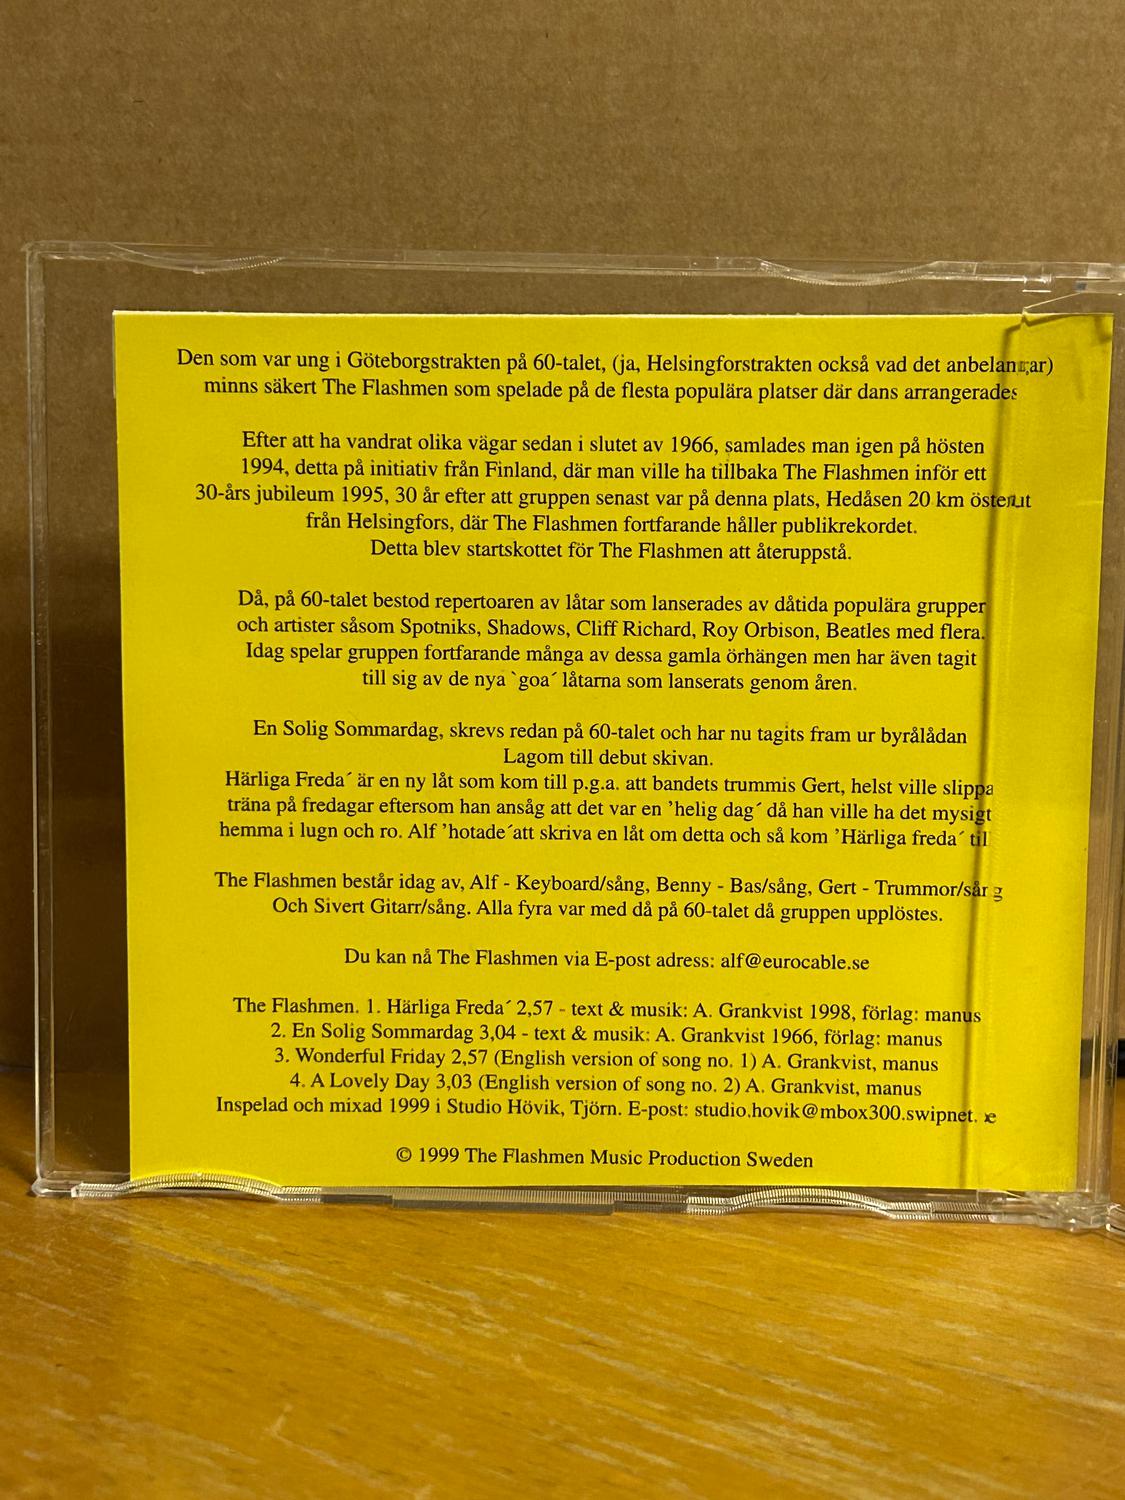 Den som var ung i Göteborgstrakten på 60-talet, (ja, Helsingforstrakten också vad det anbelangar)
minns säkert The Flashmen som spelade på de flesta populära platser där dans arrangerades
Efter att ha vandrat olika vägar sedan i slutet av 1966, samlades man igen på hösten
1994, detta på initiativ från Finland, där man ville ha tillbaka The Flashmen inför ett
30-års jubileum 1995, 30 år efter att gruppen senast var på denna plats, Hedåsen 20 km österut
från Helsingfors, där The Flashmen fortfarande håller publikrekordet.
Detta blev startskottet för The Flashmen att återuppstå.
Då, på 60-talet bestod repertoaren av låtar som lanserades av dåtida populära grupper
och artister såsom Spotniks, Shadows, Cliff Richard, Roy Orbison, Beatles med flera.
Idag spelar gruppen fortfarande många av dessa gamla örhängen men har även tagit
till sig av de nya `goa´ låtarna som lanserats genom åren.
En Solig Sommardag, skrevs redan på 60-talet och har nu tagits fram ur byrålådan
Lagom till debut skivan.
Härliga Freda´ är en ny låt som kom till p.g.a. att bandets trummis Gert, helst ville slippa
träna på fredagar eftersom han ansåg att det var en ’helig dag´ då han ville ha det mysigt
hemma i lugn och ro. Alf ’hotade´att skriva en låt om detta och så kom ’Härliga freda´ till
The Flashmen består idag av, Alf - Keyboard/sång, Benny - Bas/sång, Gert - Trummor/sång
Och Sivert Gitarr/sång. Alla fyra var med då på 60-talet då gruppen upplöstes.
Du kan nå The Flashmen via E-post adress: alf@eurocable.se
The Flashmen. 1. Härliga Freda´ 2,57 - text & musik: A. Grankvist 1998, förlag: manus
2. En Solig Sommardag 3,04 - text & musik: A. Grankvist 1966, förlag: manus
3. Wonderful Friday 2,57 (English version of song no. 1) A. Grankvist, manus
4. A Lovely Day 3,03 (English version of song no. 2) A. Grankvist, manus
Inspelad och mixad 1999 i Studio Hövik, Tjörn. E-post: studio.hovik@mbox300.swipnet.se
© 1999 The Flashmen Music Production Sweden